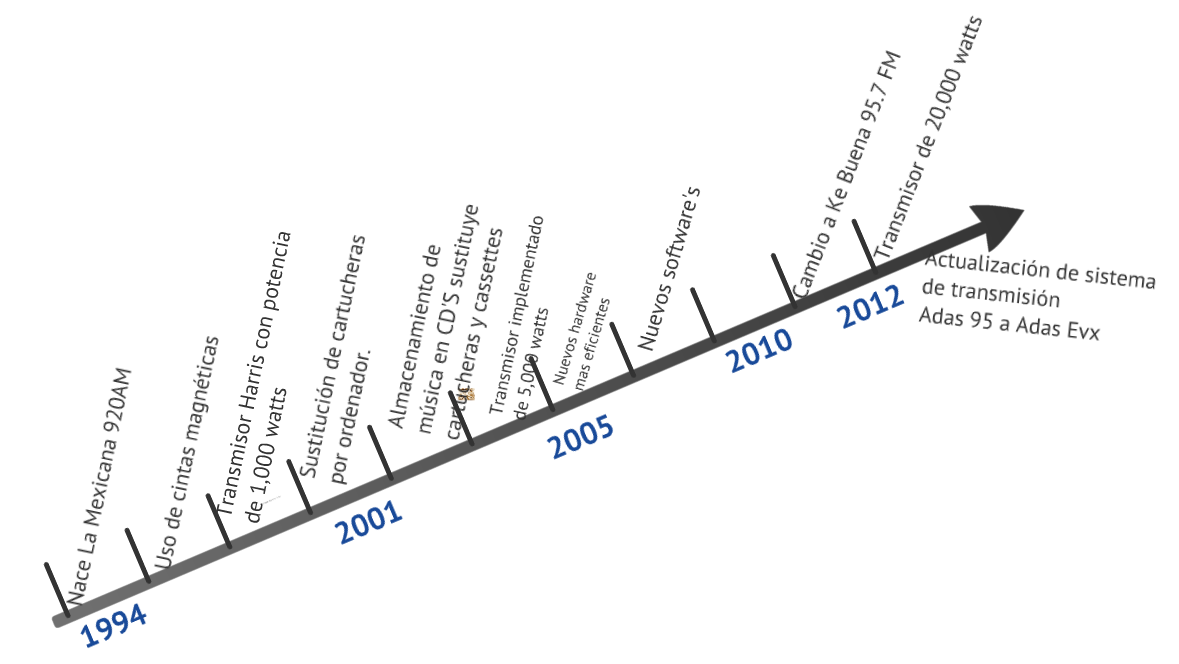 Nace La Mexicana 920AM
1994
Uso de cintas magnéticas
Transmisor Harris con potencia
de 1,000 watts
Sustitución de cartucheras
por ordenador.
2001
Almacenamiento de
música en CD'S sustituye
cartucheras y cassettes
Transmisor implementado
de 5,000 watts
Nuevos hardware
mas eficientes
2005
Nuevos software's
2010
Cambio a Ke Buena 95.7 FM
2012
Transmisor de 20,000 watts
Actualización de sistema
de transmisión
Adas 95 a Adas Evx